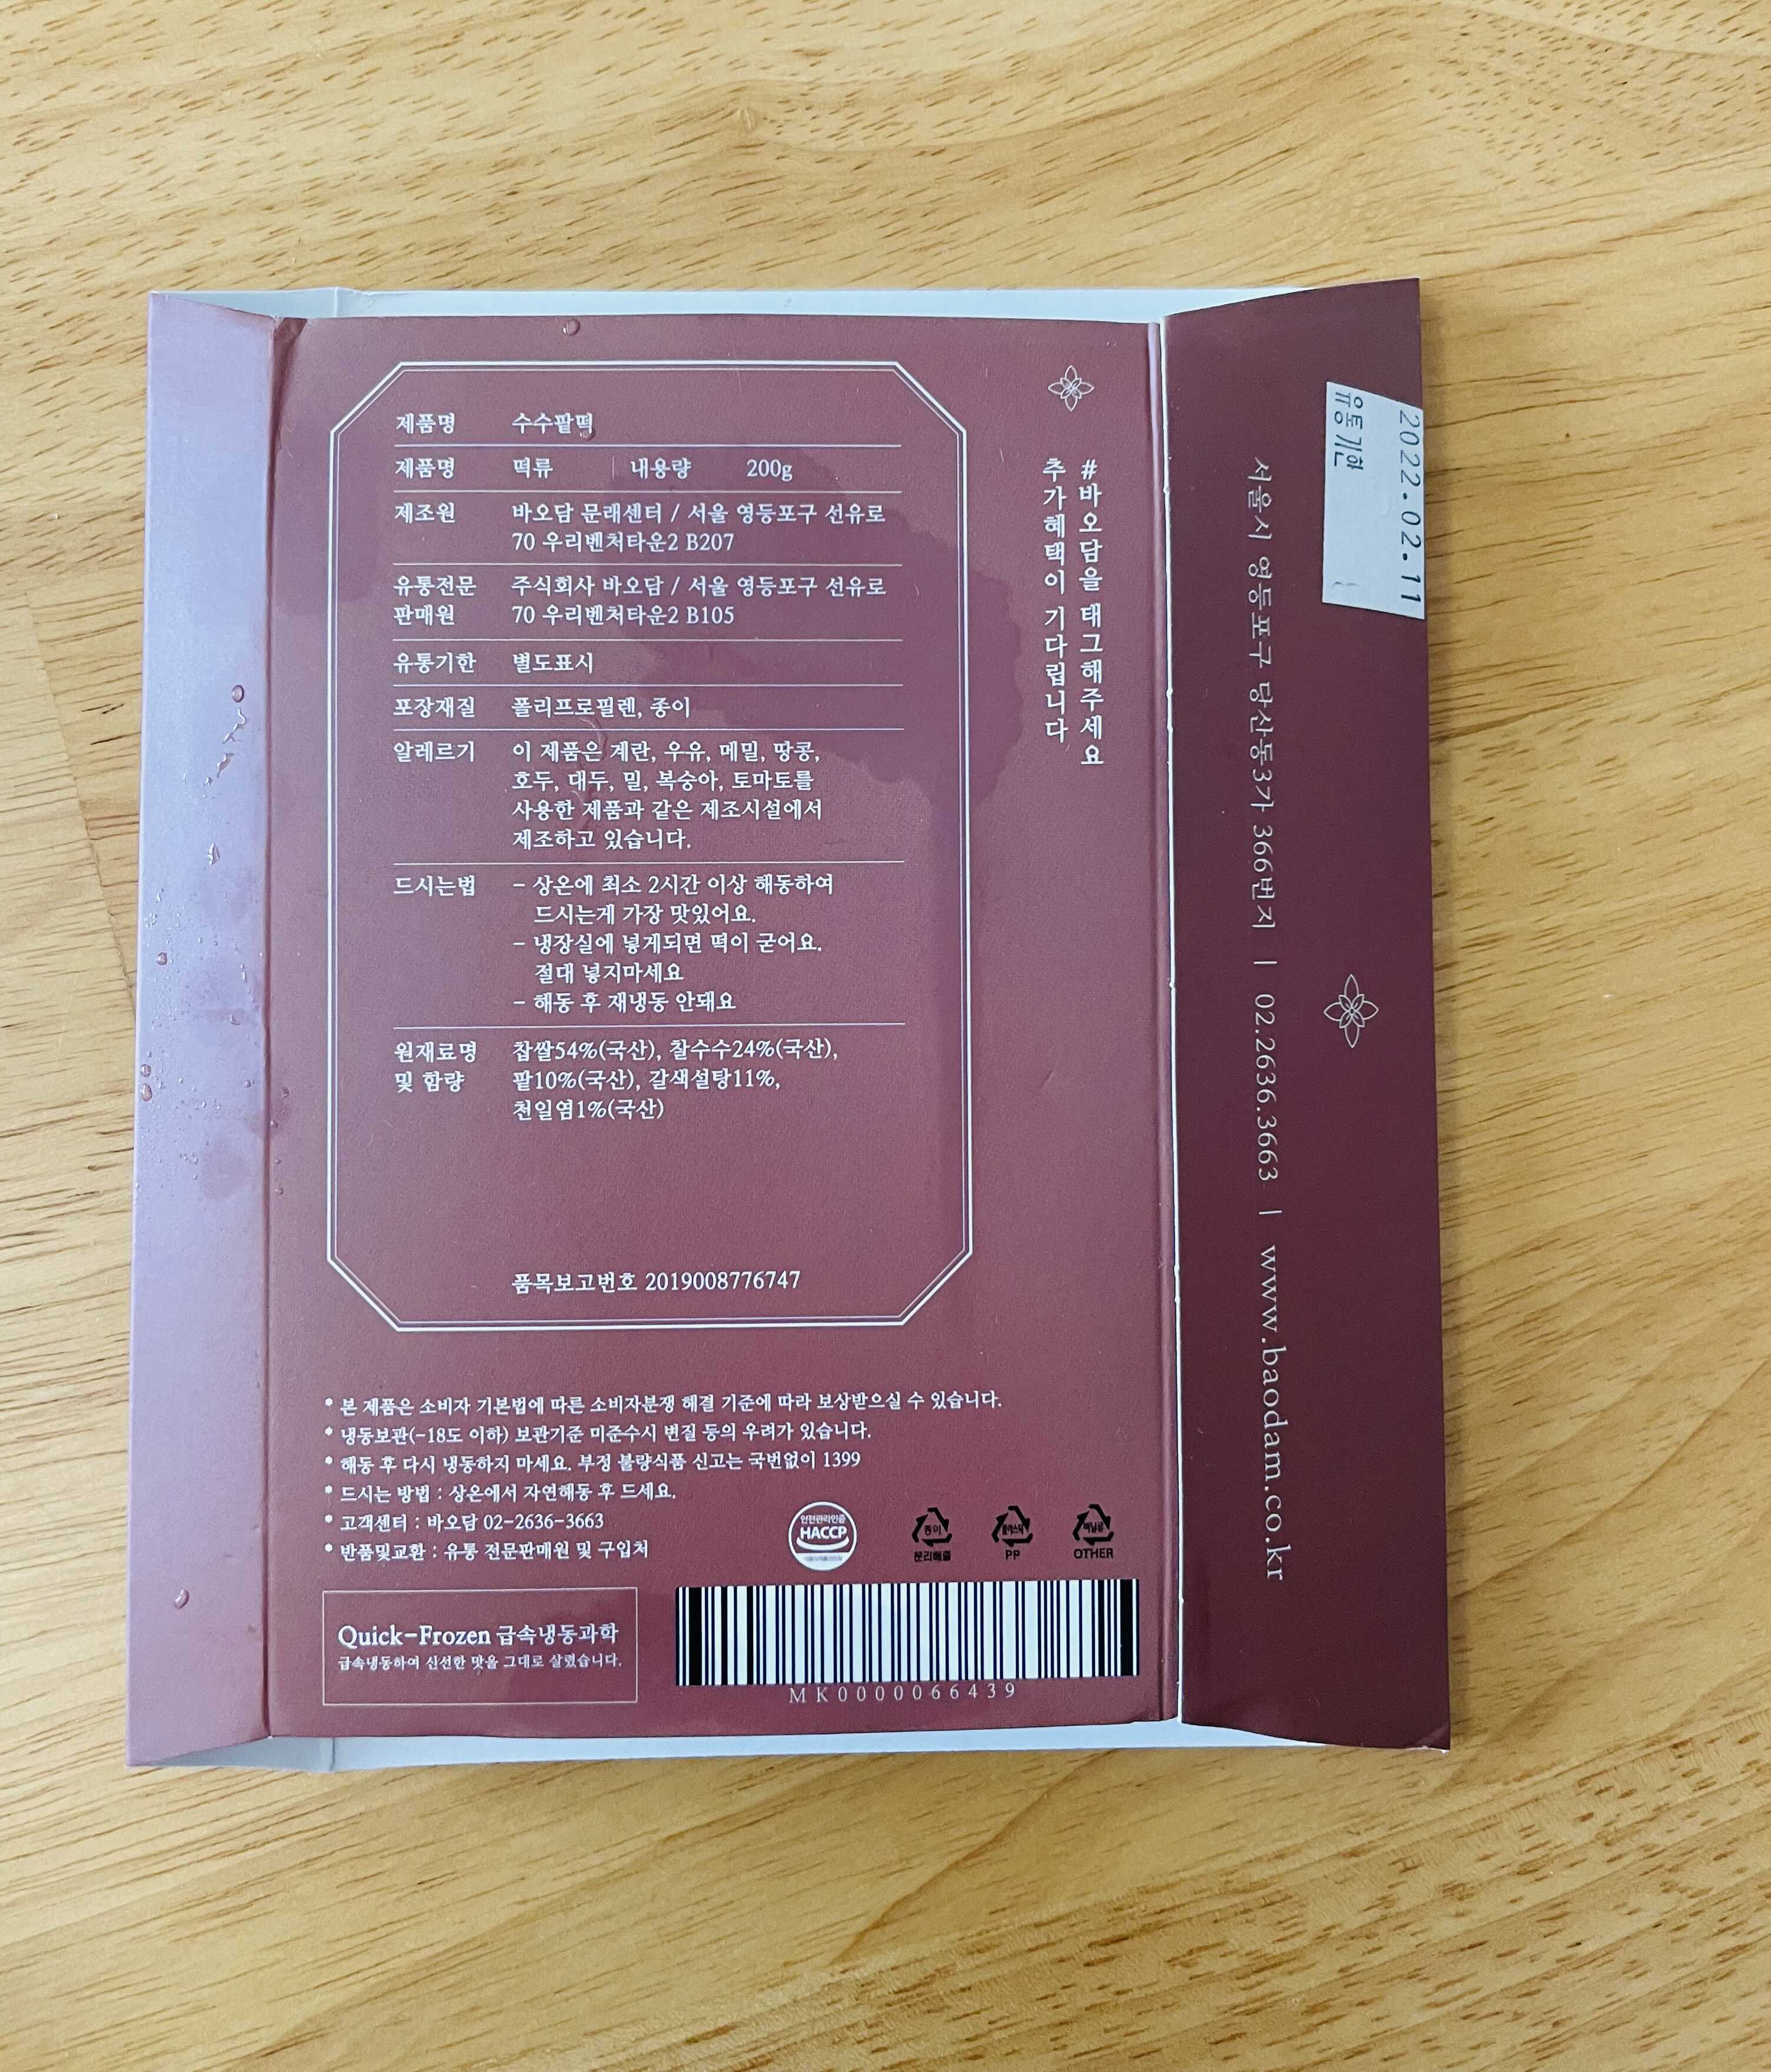 제품명 수수팥떡
제품명 떡류 내용량 200g
제조원 바오담 문래센터 / 서울 영등포구 선유로
70 우리벤처타운2 B207
유통전문 주식회사 바오담 / 서울 영등포구 선유로
판매원 70 우리벤처타운2 B105
유통기한 별도표시
포장재질 폴리프로필렌, 종이
알레르기 이 제품은 계란, 우유, 메밀, 땅콩,
호두, 대두, 밀, 복숭아, 토마토를
사용한 제품과 같은 제조시설에서
제조하고 있습니다.
드시는법 - 상온에 최소 2시간 이상 해동하여
드시는게 가장 맛있어요.
- 냉장실에 넣게되면 떡이 굳어요.
절대 넣지마세요
- 해동 후 재냉동 안돼요
원재료명 찹쌀54%(국산), 찰수수24%(국산),
및 함량 팥10%(국산), 갈색설탕11%,
천일염1%(국산)
품목보고번호 2019008776747
#바오담을 태그해주세요
추가혜택이 기다립니다
* 본 제품은 소비자 기본법에 따른 소비자분쟁 해결 기준에 따라 보상받으실 수 있습니다.
* 냉동보관(-18도 이하) 보관기준 미준수시 변질 등의 우려가 있습니다.
* 해동 후 다시 냉동하지 마세요. 부정 불량식품 신고는 국번없이 1399
* 드시는 방법 : 상온에서 자연해동 후 드세요.
* 고객센터 : 바오담 02-2636-3663
* 반품및교환 : 유통 전문판매원 및 구입처
안전관리인증
HACCP
종이
분리배출
플라스틱
PP
비닐류
OTHER
Quick-Frozen 급속냉동과학
급속냉동하여 신선한 맛을 그대로 살렸습니다.
MK0000066439
2022.02.11
유통기한
서울시 영등포구 당산동3가 366번지 | 02.2636.3663 | www.baodam.co.kr